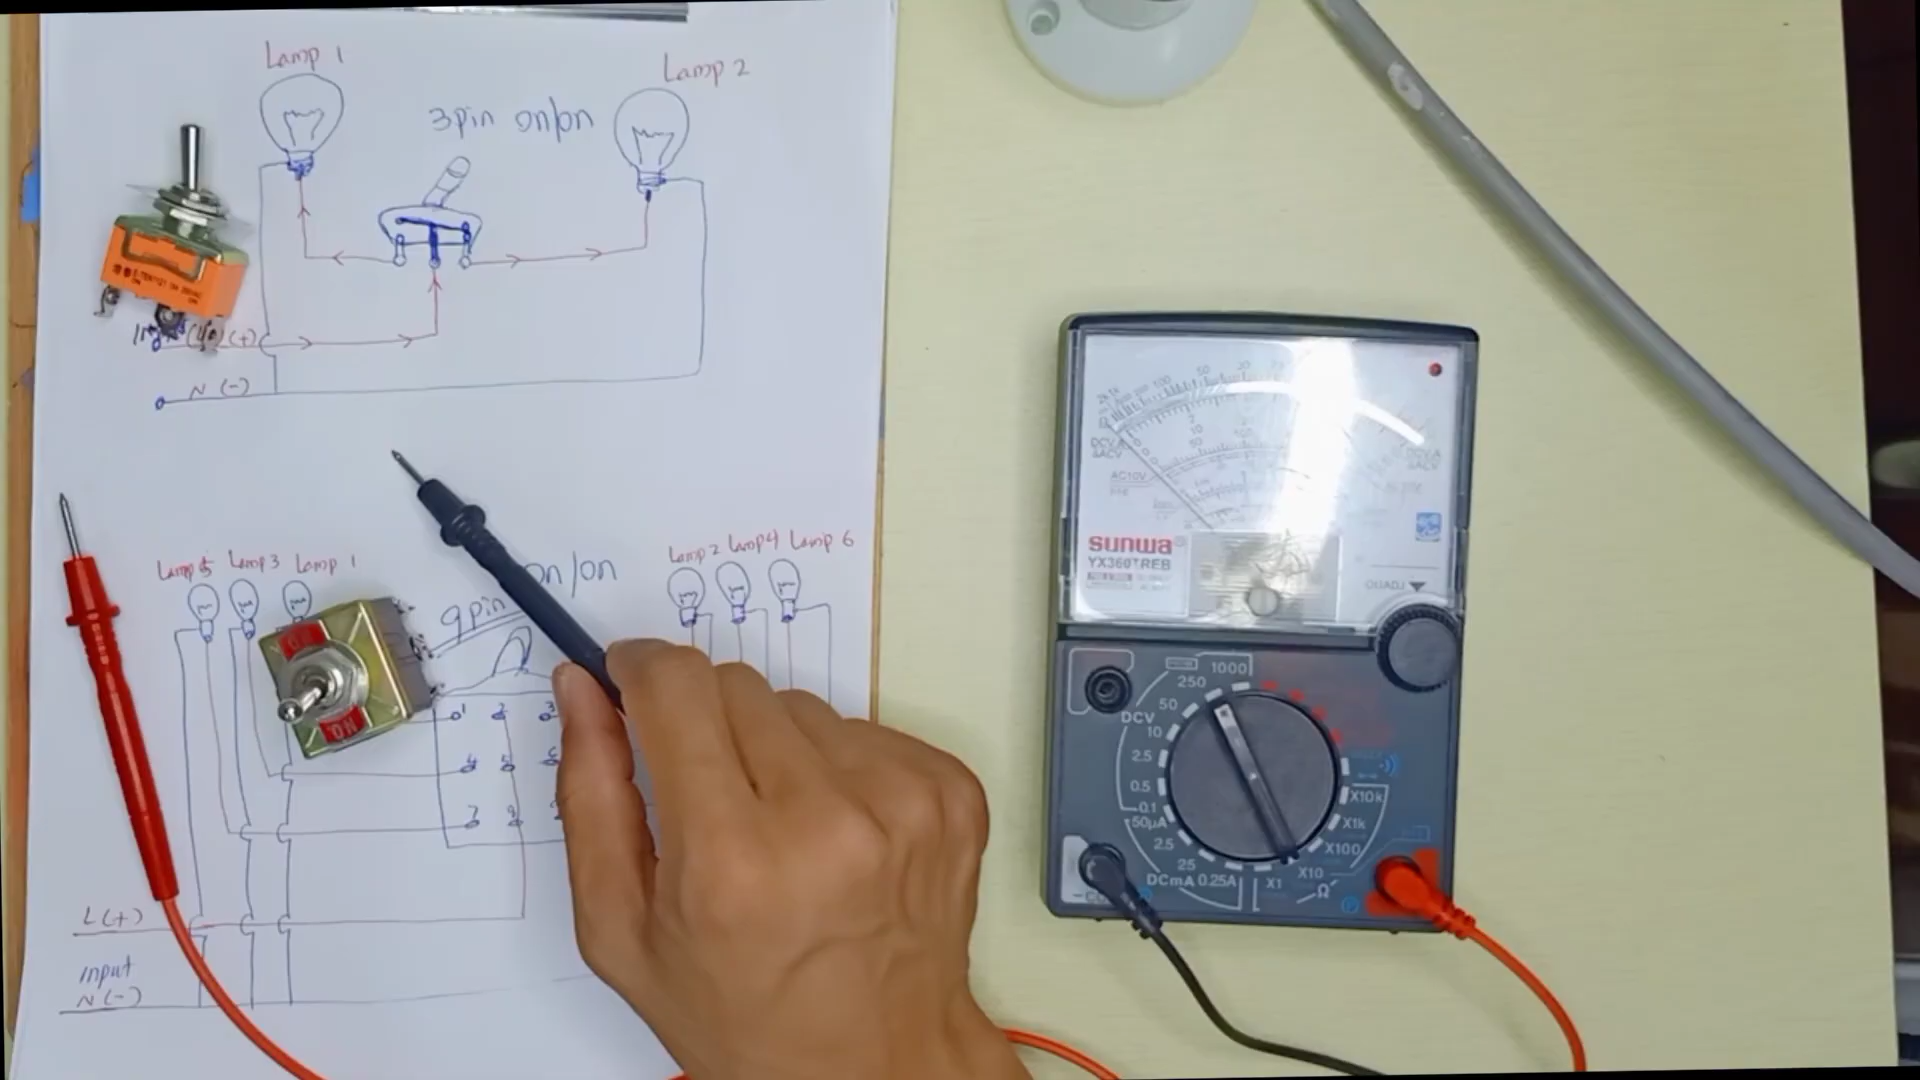 Lamp 1
Lamp 2
3pin on/on
(+)
N (-)
Lamp 5
Lamp 3
Lamp 1
9pin on/on
Lamp 2
Lamp 4
Lamp 6
ON
ON
1 2 3
4 5 6
7 8
L (+)
input
N (-)
DCV.A
AC10V
sunwa
YX360TREB
0ΩADJ
1000
250
50
DCV
10
2.5
0.5
0.1
50µA
2.5
25
DCmA 0.25A
X1
X10
X100
X1k
X10k
Ω
P